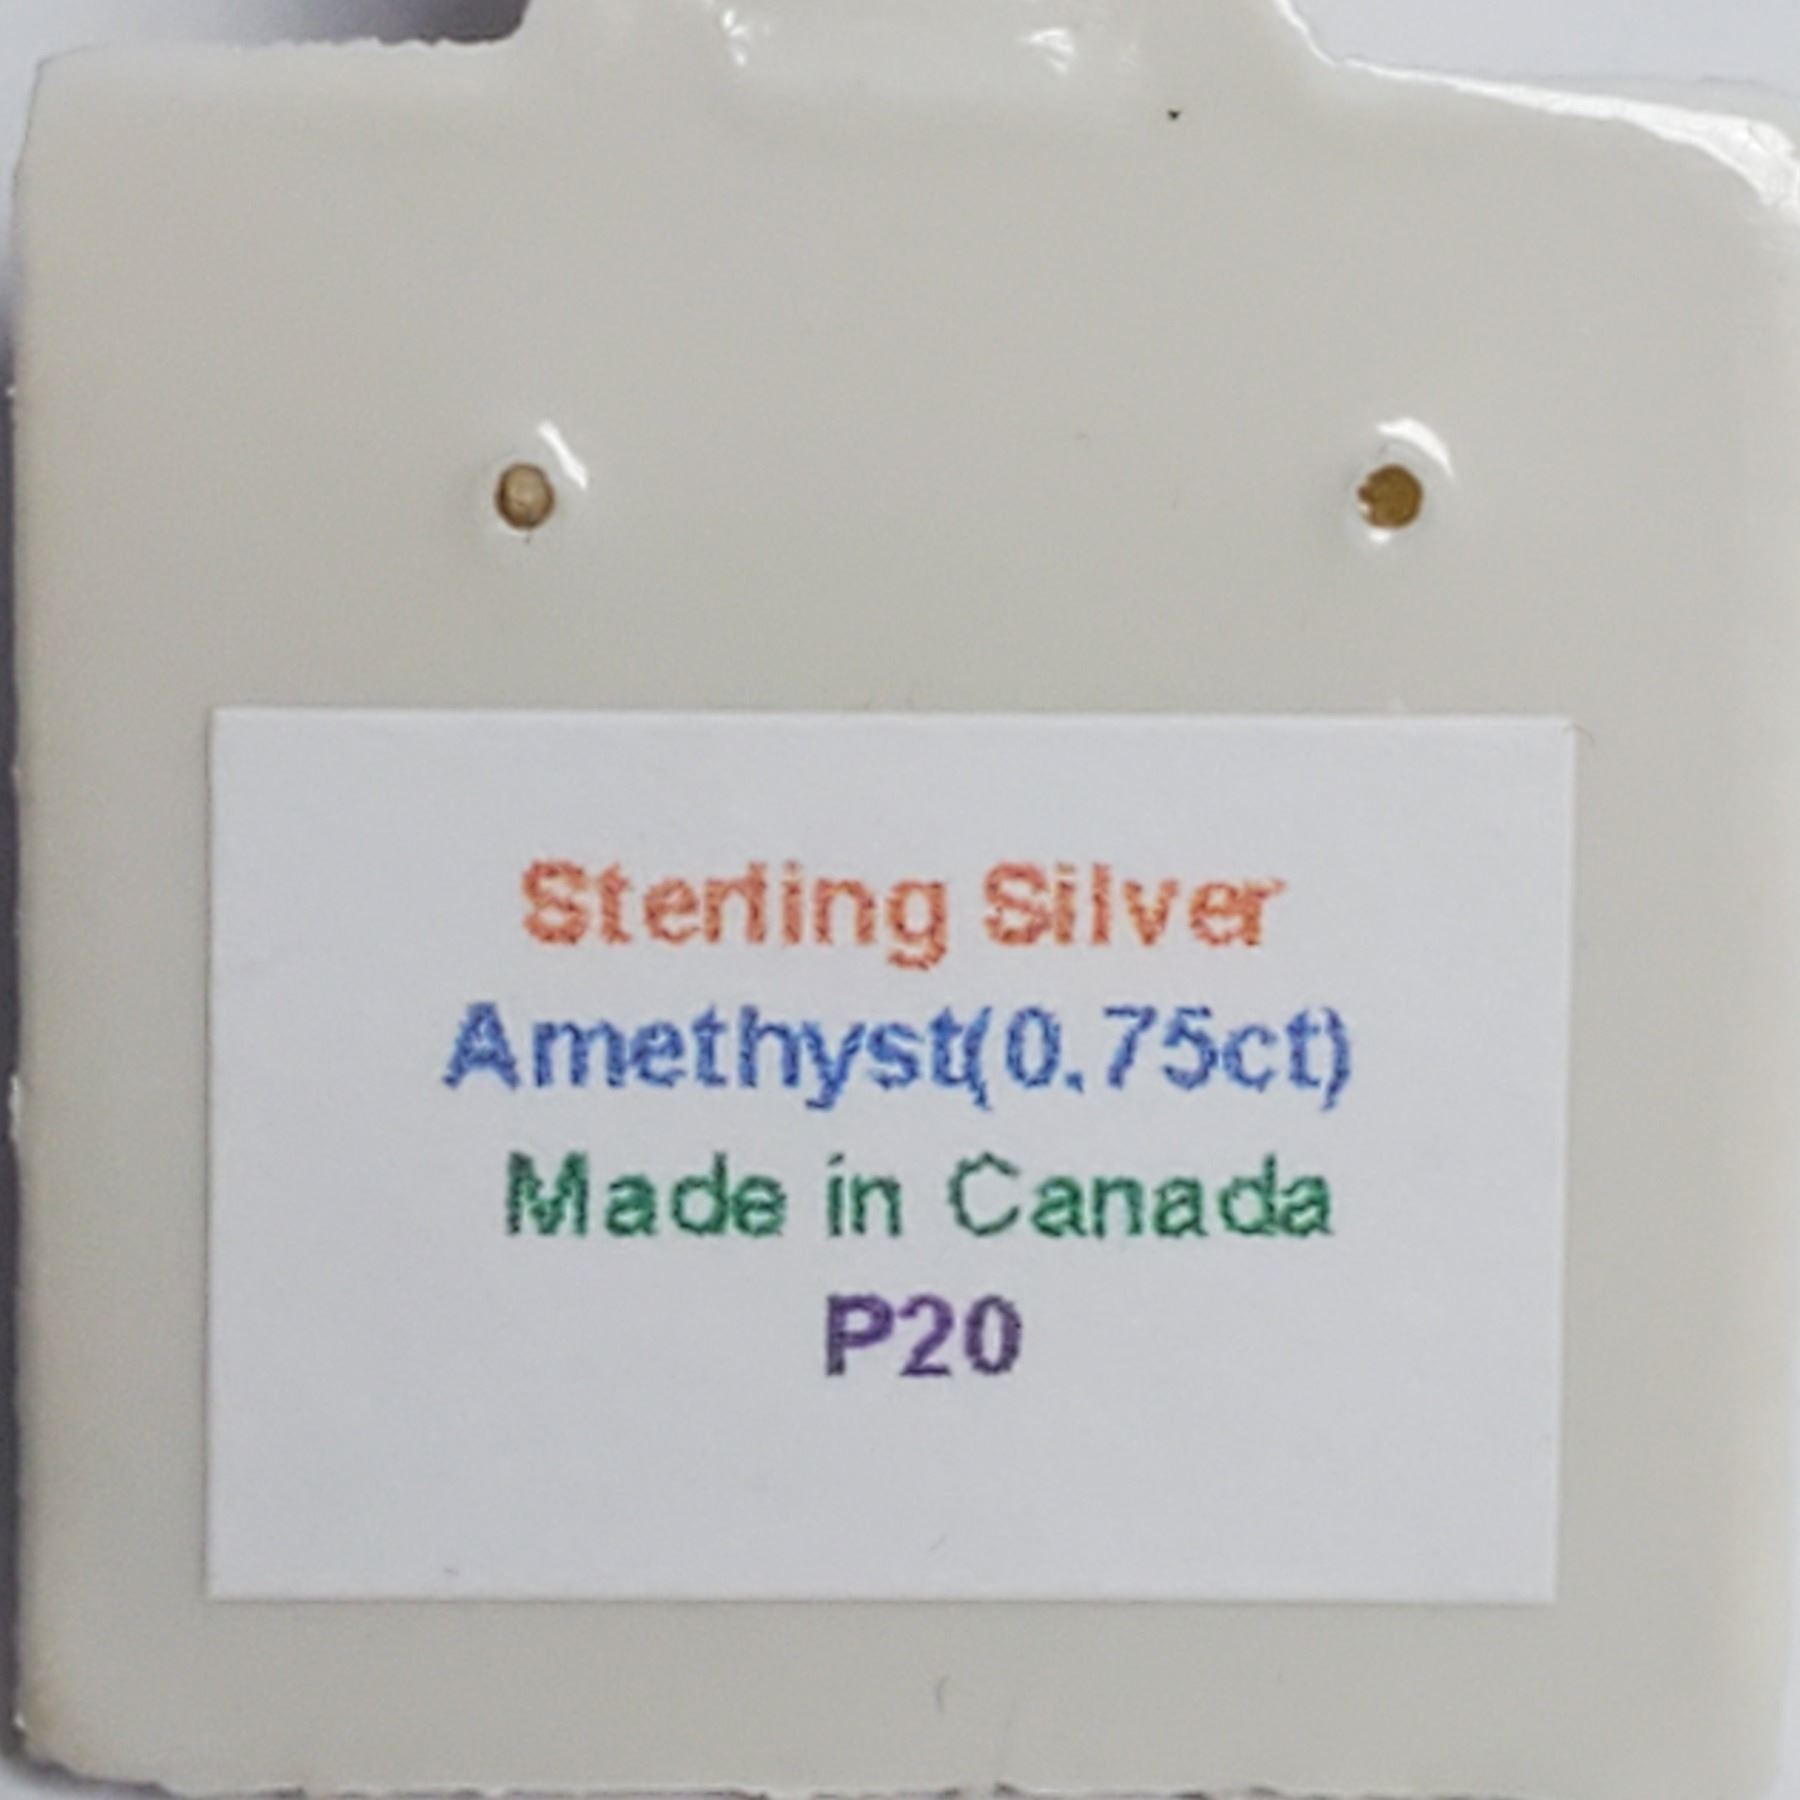 Sterling Silver
Amethyst(0.75ct)
Made in Canada
P20